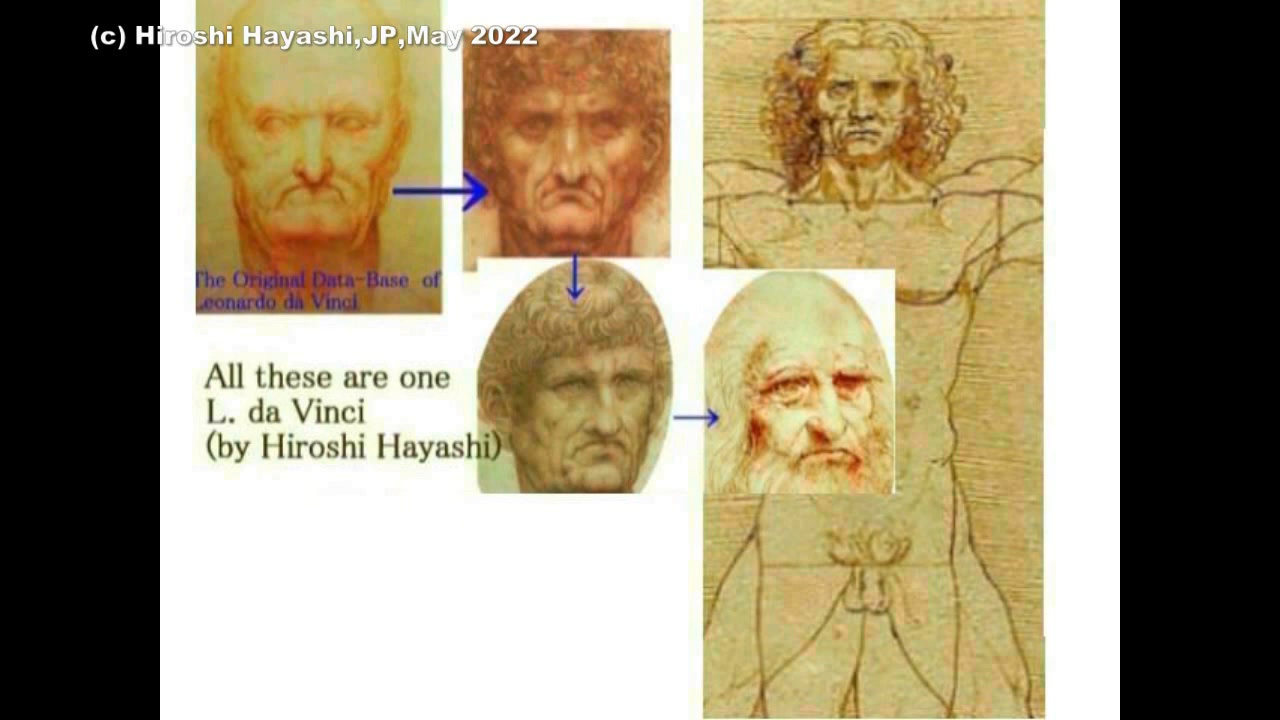 (c) Hiroshi Hayashi,JP,May 2022
The Original Data-Base of
Leonardo da Vinci
All these are one
L. da Vinci
(by Hiroshi Hayashi)